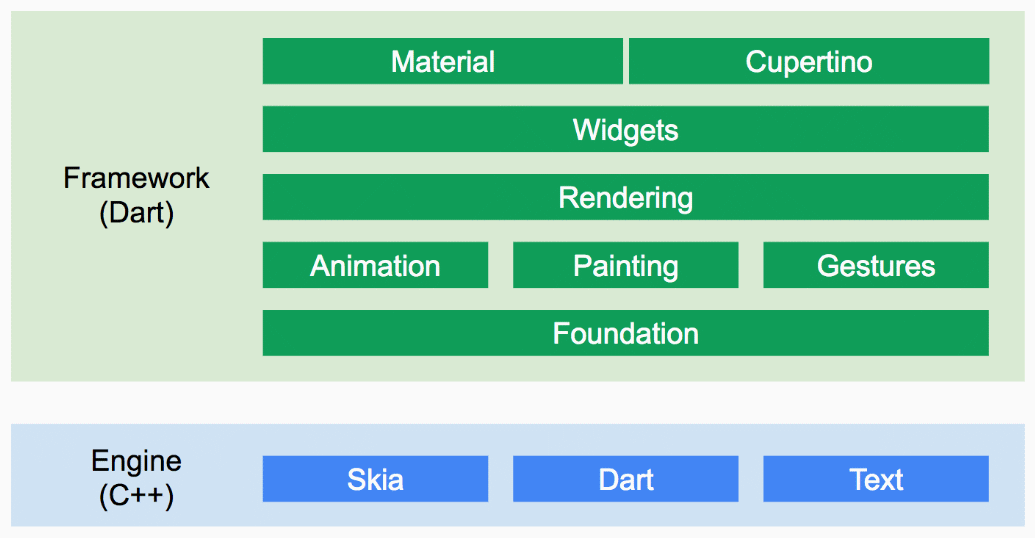 Material
Cupertino
Widgets
Framework
(Dart)
Rendering
Animation
Painting
Gestures
Foundation
Engine
(C++)
Skia
Dart
Text